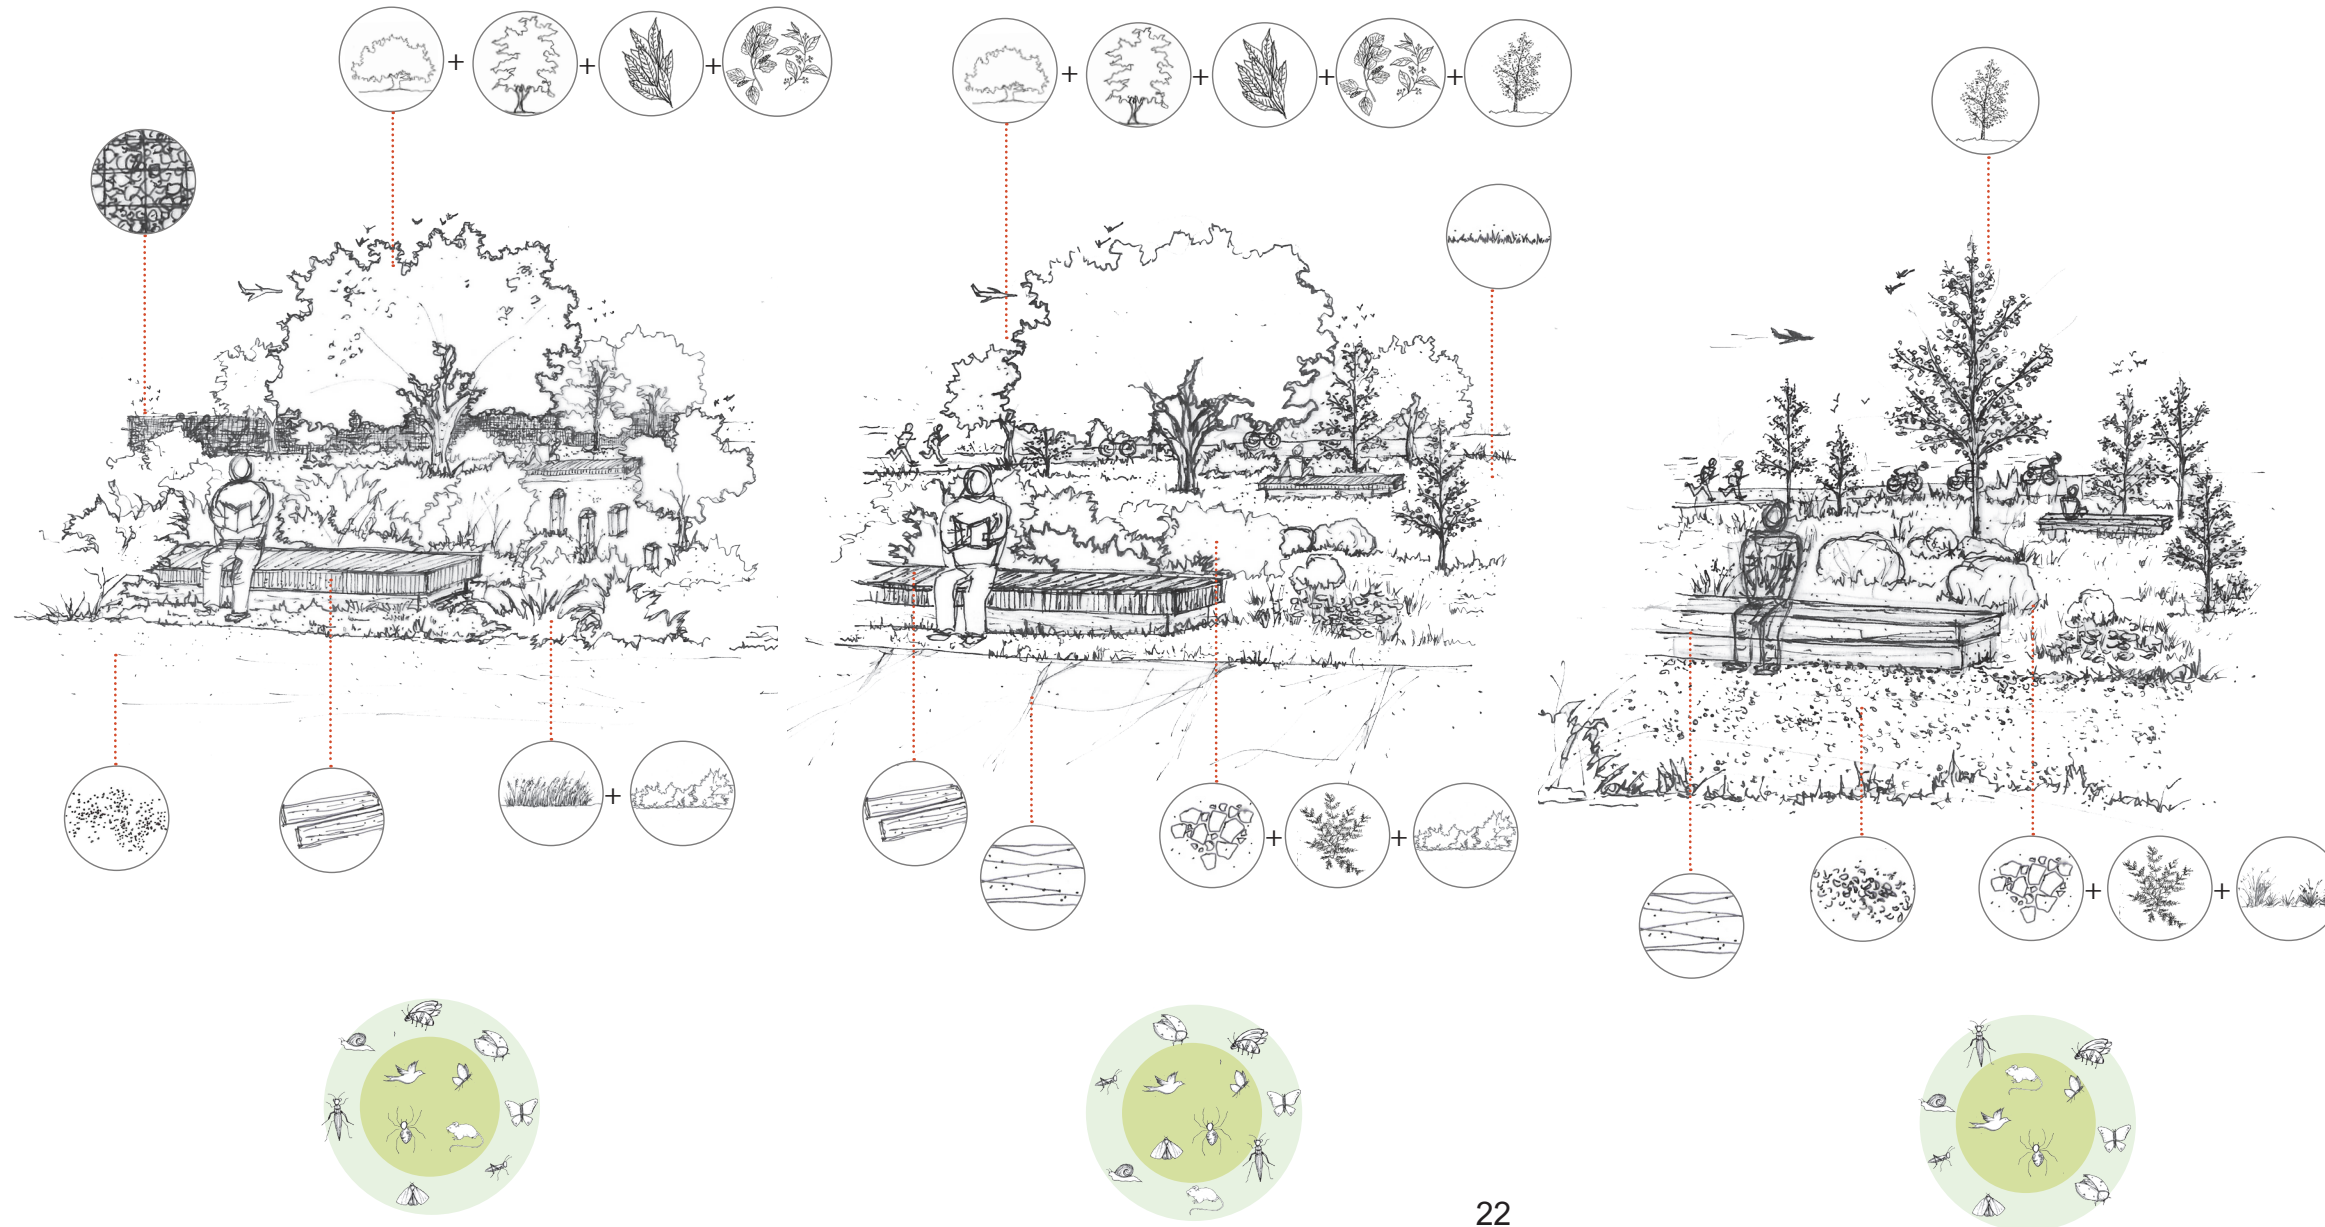 + + +
+ + + +
+
+ +
+ +
22